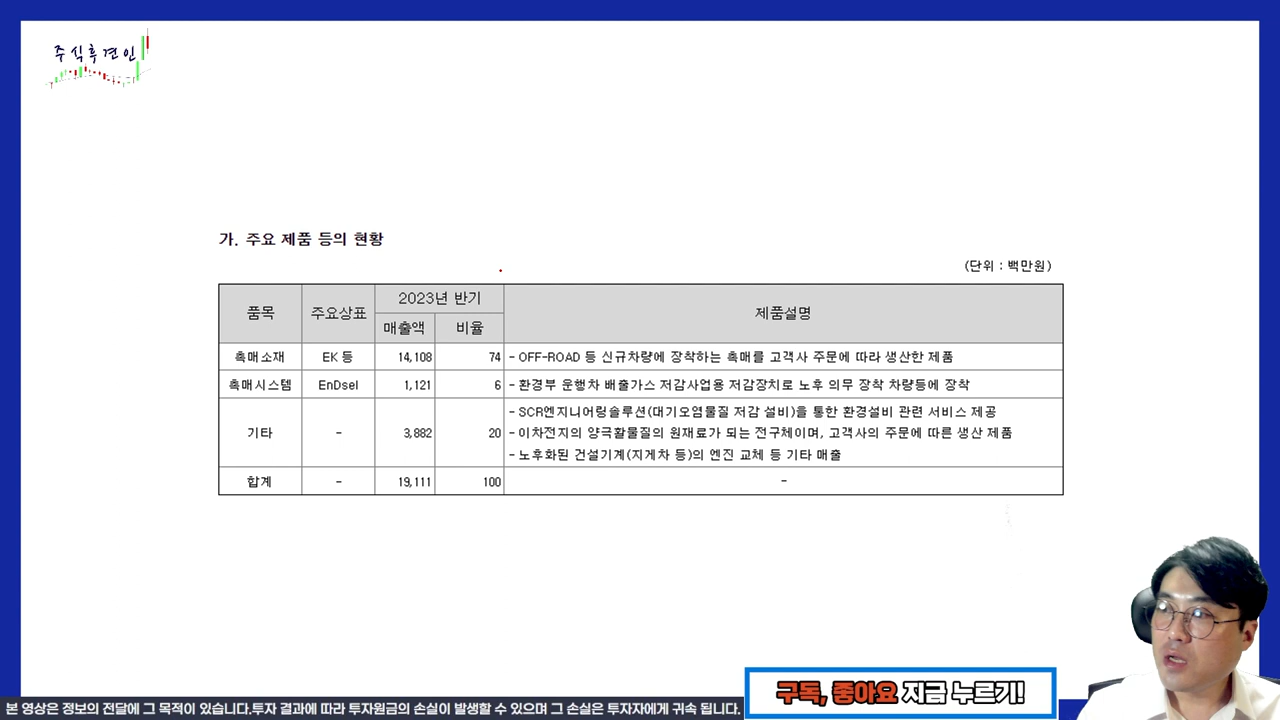 주식후견인
가. 주요 제품 등의 현황
(단위 : 백만원)
품목 주요상표 2023년 반기 제품설명
매출액 비율
촉매소재 EK 등 14,108 74 - OFF-ROAD 등 신규차량에 장착하는 촉매를 고객사 주문에 따라 생산한 제품
촉매시스템 EnDsel 1,121 6 - 환경부 운행차 배출가스 저감사업용 저감장치로 노후 의무 장착 차량등에 장착
기타 - 3,882 20 - SCR엔지니어링솔루션(대기오염물질 저감 설비)을 통한 환경설비 관련 서비스 제공
- 이차전지의 양극활물질의 원재료가 되는 전구체이며, 고객사의 주문에 따른 생산 제품
- 노후화된 건설기계(지게차 등)의 엔진 교체 등 기타 매출
합계 - 19,111 100 -
구독, 좋아요 지금 누르기!
본 영상은 정보의 전달에 그 목적이 있습니다.투자 결과에 따라 투자원금의 손실이 발생할 수 있으며 그 손실은 투자자에게 귀속 됩니다.